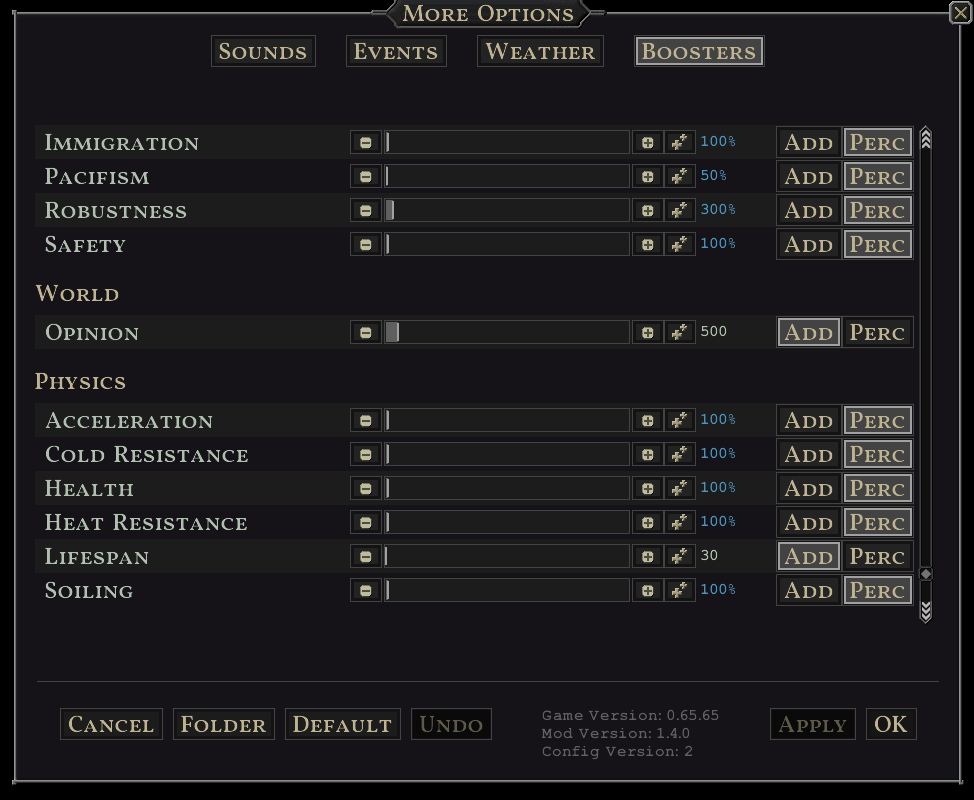 More Options
Sounds Events Weather Boosters
Immigration 100% Add Perc
Pacifism 50% Add Perc
Robustness 300% Add Perc
Safety 100% Add Perc
World
Opinion 500 Add Perc
Physics
Acceleration 100% Add Perc
Cold Resistance 100% Add Perc
Health 100% Add Perc
Heat Resistance 100% Add Perc
Lifespan 30 Add Perc
Soiling 100% Add Perc
Cancel Folder Default Undo
Game Version: 0.65.65
Mod Version: 1.4.0
Config Version: 2
Apply OK